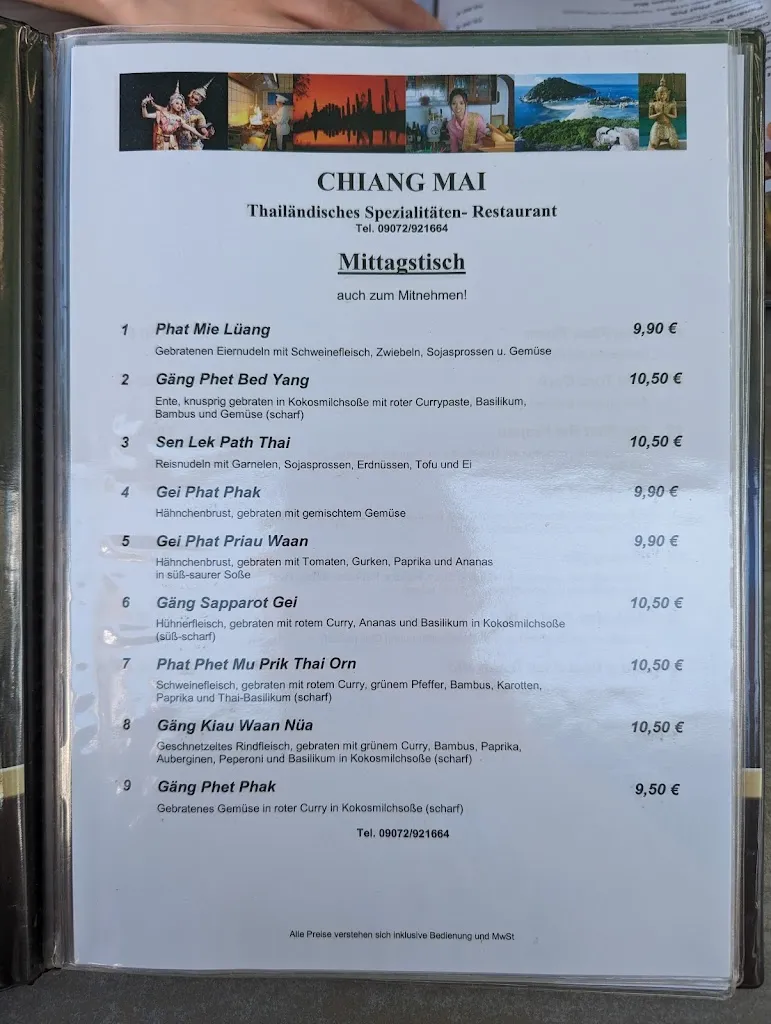 CHIANG MAI
Thailändisches Spezialitäten- Restaurant
Tel. 09072/921664
Mittagstisch
auch zum Mitnehmen!
1 Phat Mie Lüang 9,90 €
Gebratenen Eiernudeln mit Schweinefleisch, Zwiebeln, Sojasprossen u. Gemüse
2 Gäng Phet Bed Yang 10,50 €
Ente, knusprig gebraten in Kokosmilchsoße mit roter Currypaste, Basilikum,
Bambus und Gemüse (scharf)
3 Sen Lek Path Thai 10,50 €
Reisnudeln mit Garnelen, Sojasprossen, Erdnüssen, Tofu und Ei
4 Gei Phat Phak 9,90 €
Hähnchenbrust, gebraten mit gemischtem Gemüse
5 Gei Phat Priau Waan 9,90 €
Hähnchenbrust, gebraten mit Tomaten, Gurken, Paprika und Ananas
in süß-saurer Soße
6 Gäng Sapparot Gei 10,50 €
Hühnerfleisch, gebraten mit rotem Curry, Ananas und Basilikum in Kokosmilchsoße
(süß-scharf)
7 Phat Phet Mu Prik Thai Orn 10,50 €
Schweinefleisch, gebraten mit rotem Curry, grünem Pfeffer, Bambus, Karotten,
Paprika und Thai-Basilikum (scharf)
8 Gäng Kiau Waan Nüa 10,50 €
Geschnetzeltes Rindfleisch, gebraten mit grünem Curry, Bambus, Paprika,
Auberginen, Peperoni und Basilikum in Kokosmilchsoße (scharf)
9 Gäng Phet Phak 9,50 €
Gebratenes Gemüse in roter Curry in Kokosmilchsoße (scharf)
Tel. 09072/921664
Alle Preise verstehen sich inklusive Bedienung und MwSt